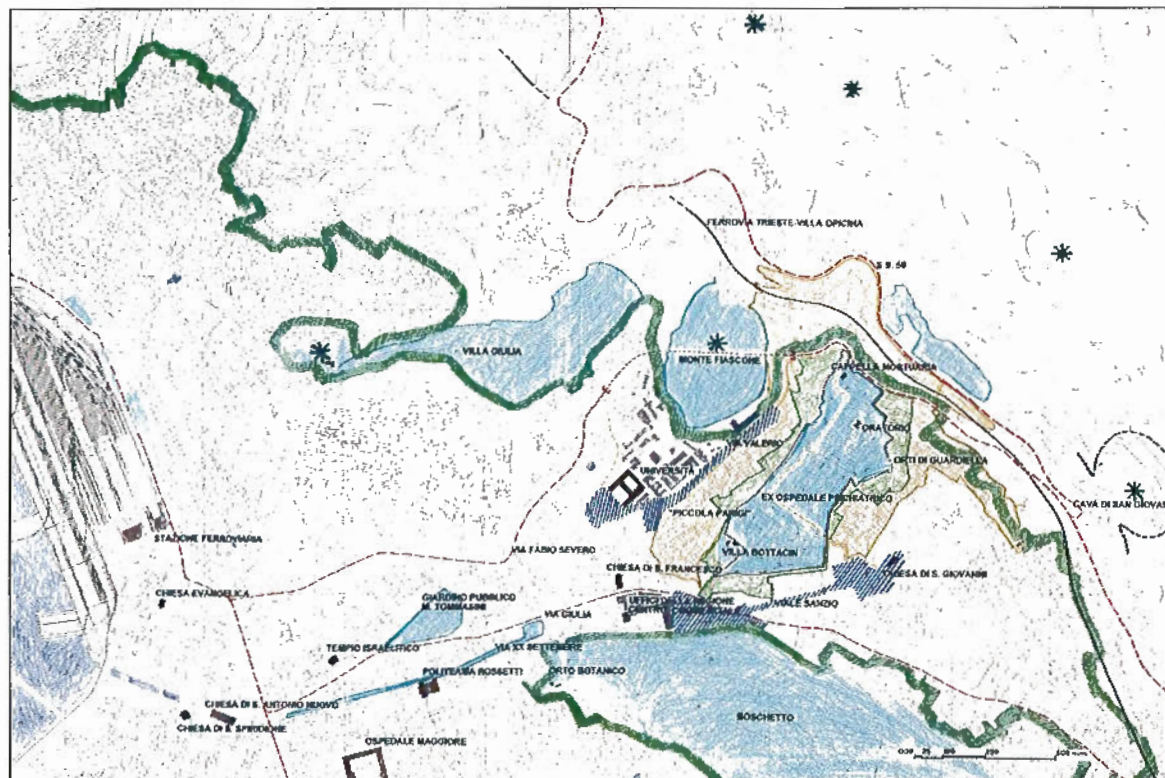 FERROVIA TRIESTE-VILLA OPICINA
S.S. 58
VILLA GIULIA
MONTE FIASCONE
CAPPELLA MORTUARIA
VIA VALERIO
ORATORIO
ORTI DI GUARDIELLA
UNIVERSITÀ
EX OSPEDALE PSICHIATRICO
"PICCOLA PARIGI"
CAVA DI SAN GIOVAN
STAZIONE FERROVIARIA
VIA FABIO SEVERO
VILLA BOTTACIN
CHIESA DI S. FRANCESCO
CHIESA DI S. GIOVANNI
CHIESA EVANGELICA
GIARDINO PUBBLICO
M. TOMMASINI
UFFICI
VIALE SANZIO
VIA GIULIA
CENTRO
TEMPIO ISRAELITICO
VIA XX SETTEMBRE
POLITEAMA ROSSETTI
ORTO BOTANICO
CHIESA DI S. ANTONIO NUOVO
CHIESA DI S. SPIRIDIONE
BOSCHETTO
OSPEDALE MAGGIORE